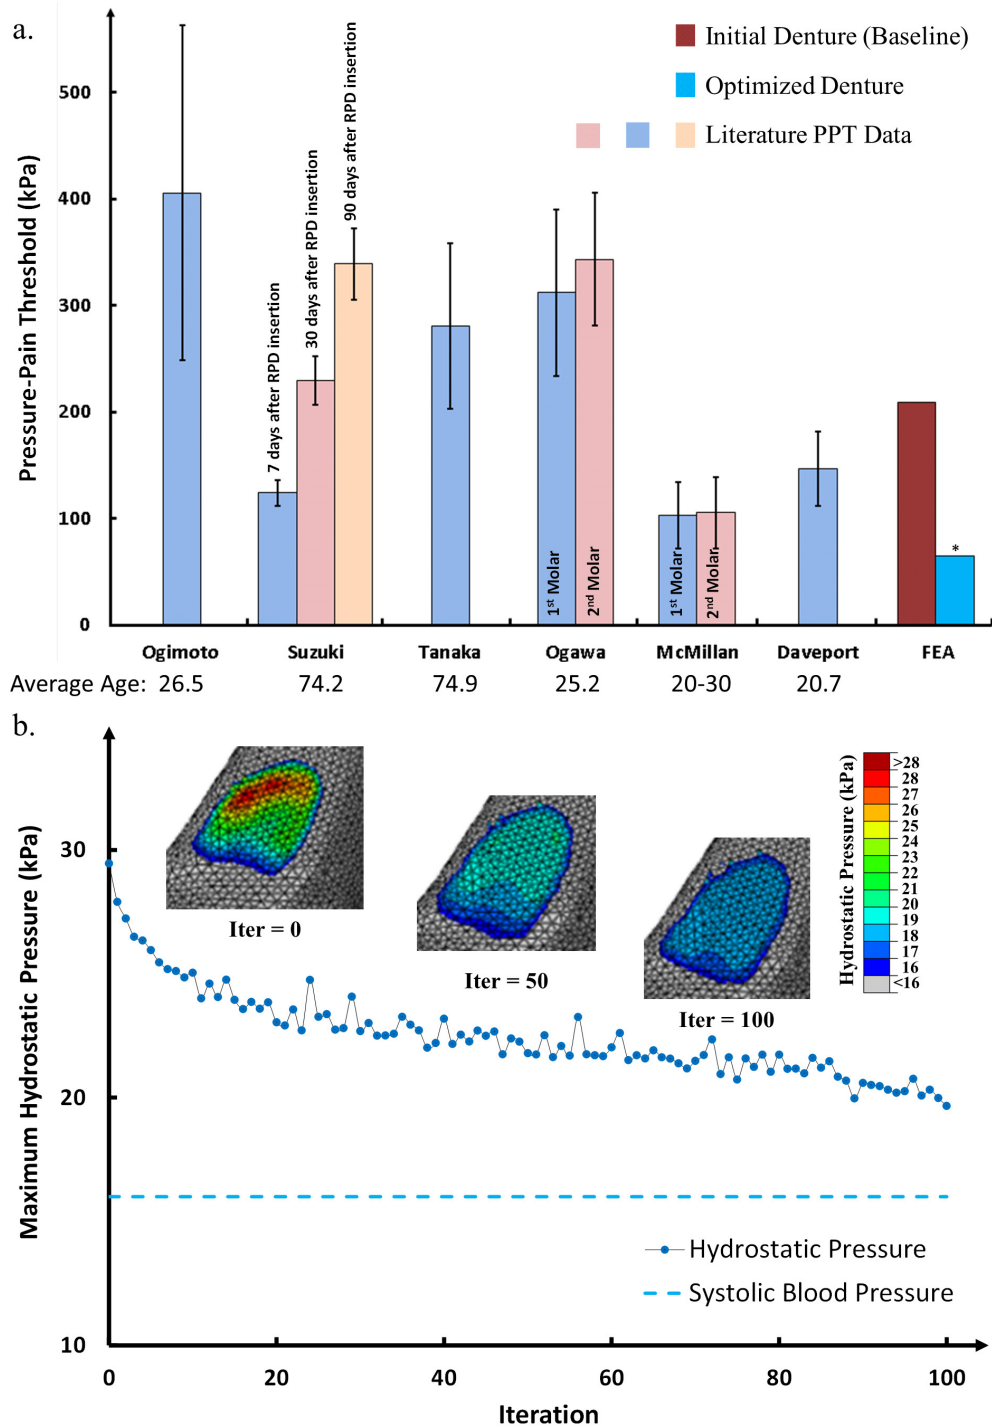 a.
Initial Denture (Baseline)
Optimized Denture
Literature PPT Data
Pressure-Pain Threshold (kPa)
500
400
300
200
100
0
7 days after RPD insertion
30 days after RPD insertion
90 days after RPD insertion
1st Molar
2nd Molar
1st Molar
2nd Molar
*
Ogimoto Suzuki Tanaka Ogawa McMillan Daveport FEA
Average Age: 26.5 74.2 74.9 25.2 20-30 20.7
b.
Maximum Hydrostatic Pressure (kPa)
30
20
10
Iter = 0
Iter = 50
Iter = 100
Hydrostatic Pressure (kPa)
>28
28
27
26
25
24
23
22
21
20
19
18
17
16
<16
Hydrostatic Pressure
Systolic Blood Pressure
0 20 40 60 80 100
Iteration